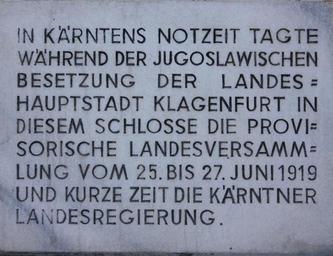 IN KÄRNTENS NOTZEIT TAGTE
WÄHREND DER JUGOSLAWISCHEN
BESETZUNG DER LANDES=
HAUPTSTADT KLAGENFURT IN
DIESEM SCHLOSSE DIE PROVI=
SORISCHE LANDESVERSAMM=
LUNG VOM 25. BIS 27. JUNI 1919
UND KURZE ZEIT DIE KÄRNTNER
LANDESREGIERUNG.